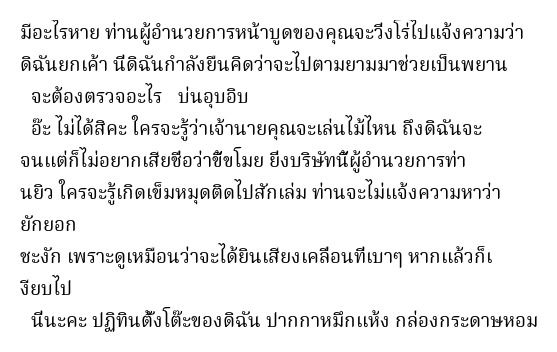 มีอะไรหาย ท่านผู้อำนวยการหน้าบูดของคุณจะวิ่งโร่ไปแจ้งความว่า
ดิฉันยกเค้า นี่ดิฉันกำลังยืนคิดว่าจะไปตามยามมาช่วยเป็นพยาน
จะต้องตรวจอะไร บ่นอุบอิบ
อ๊ะ ไม่ได้สิคะ ใครจะรู้ว่าเจ้านายคุณจะเล่นไม้ไหน ถึงดิฉันจะ
จนแต่ก็ไม่อยากเสียชื่อว่าขี้ขโมย ยิ่งบริษัทนี้ผู้อำนวยการท่า
นยิว ใครจะรู้เกิดเข็มหมุดติดไปสักเล่ม ท่านจะไม่แจ้งความหาว่า
ยักยอก
ชะงัก เพราะดูเหมือนว่าจะได้ยินเสียงเคลื่อนที่เบาๆ หากแล้วก็เ
งียบไป
นี่นะคะ ปฏิทินตั้งโต๊ะของดิฉัน ปากกาหมึกแห้ง กล่องกระดาษหอม